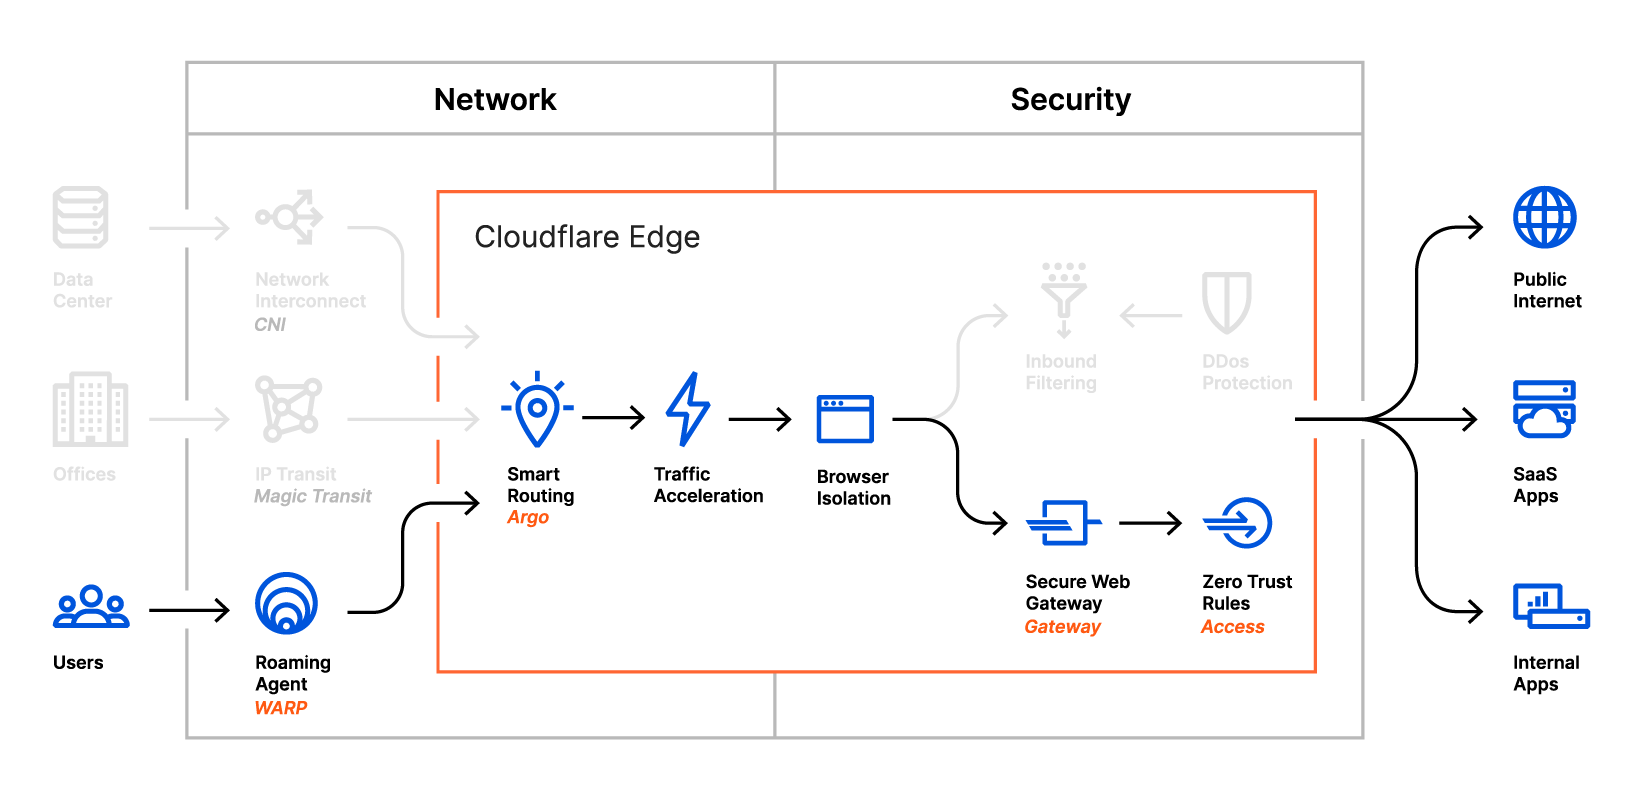 Network
Security
Cloudflare Edge
Data
Center
Network
Interconnect
CNI
Offices
IP Transit
Magic Transit
Users
Roaming
Agent
WARP
Smart
Routing
Argo
Traffic
Acceleration
Browser
Isolation
Inbound
Filtering
DDos
Protection
Secure Web
Gateway
Gateway
Zero Trust
Rules
Access
Public
Internet
SaaS
Apps
Internal
Apps